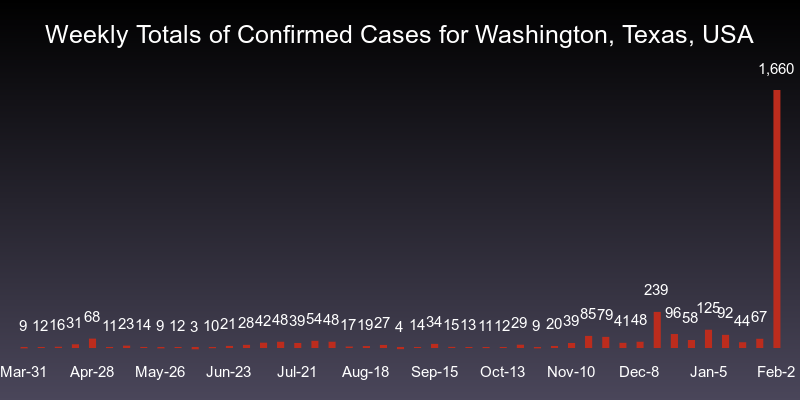 Weekly Totals of Confirmed Cases for Washington, Texas, USA
1,660
239
9 12 16 31 68 11 23 14 9 12 3 10 21 28 42 48 39 54 48 17 19 27 4 14 34 15 13 11 12 29 9 20 39 85 79 41 48 96 58 125 92 44 67
Mar-31 Apr-28 May-26 Jun-23 Jul-21 Aug-18 Sep-15 Oct-13 Nov-10 Dec-8 Jan-5 Feb-2